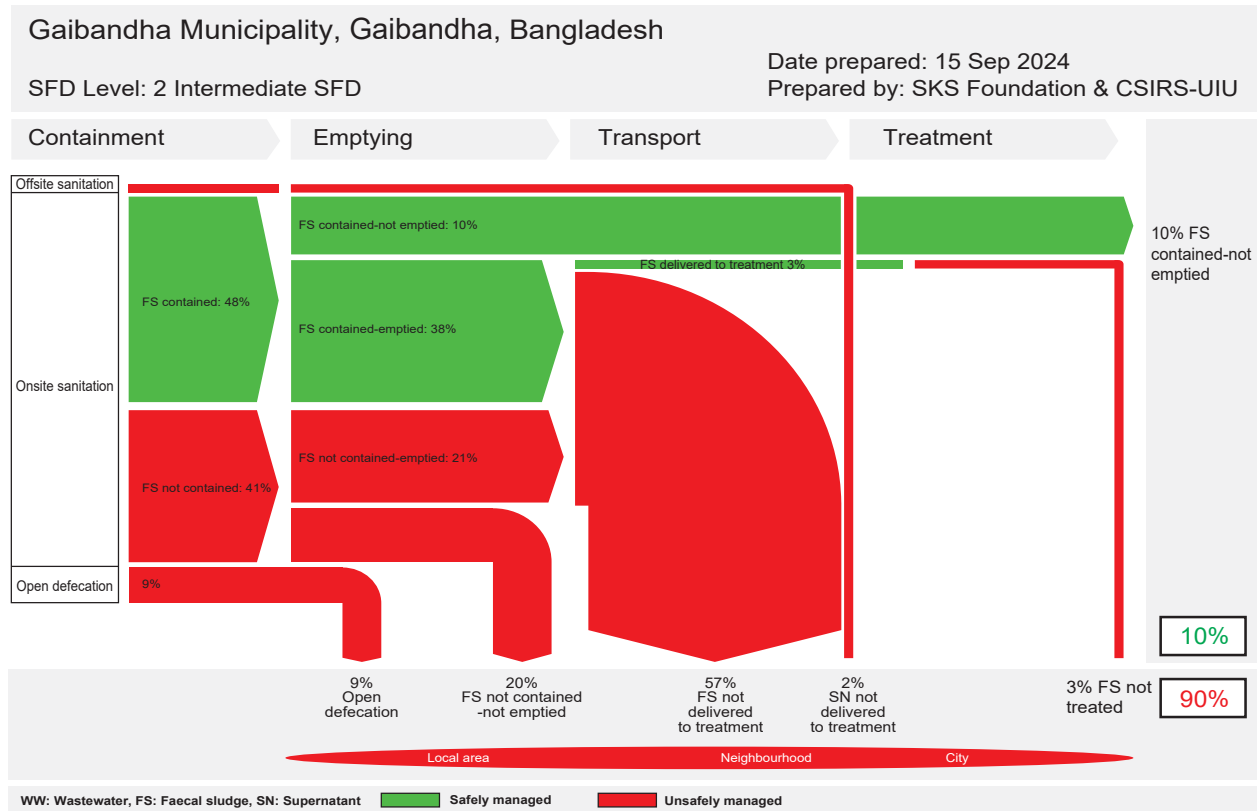 Gaibandha Municipality, Gaibandha, Bangladesh
SFD Level: 2 Intermediate SFD
Date prepared: 15 Sep 2024
Prepared by: SKS Foundation & CSIRS-UIU
Containment
Emptying
Transport
Treatment
Offsite sanitation
FS contained-not emptied: 10%
10% FS
contained-not
emptied
FS delivered to treatment 3%
FS contained: 48%
FS contained-emptied: 38%
Onsite sanitation
FS not contained-emptied: 21%
FS not contained: 41%
Open defecation
9%
10%
9%
Open
defecation
20%
FS not contained
-not emptied
57%
FS not
delivered
to treatment
2%
SN not
delivered
to treatment
3% FS not
treated
90%
Local area
Neighbourhood
City
WW: Wastewater, FS: Faecal sludge, SN: Supernatant
Safely managed
Unsafely managed